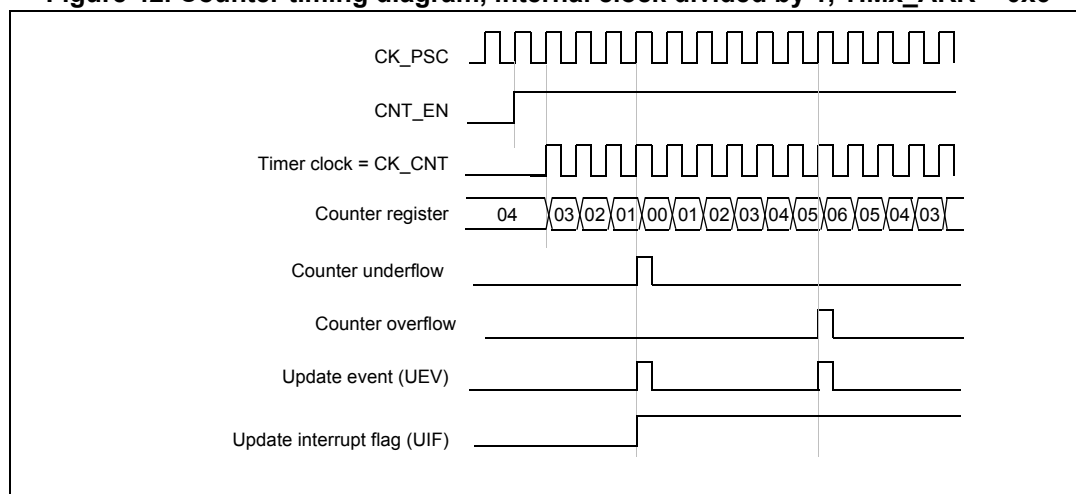 CK_PSC
CNT_EN
Timer clock = CK_CNT
Counter register 04 03 02 01 00 01 02 03 04 05 06 05 04 03
Counter underflow
Counter overflow
Update event (UEV)
Update interrupt flag (UIF)